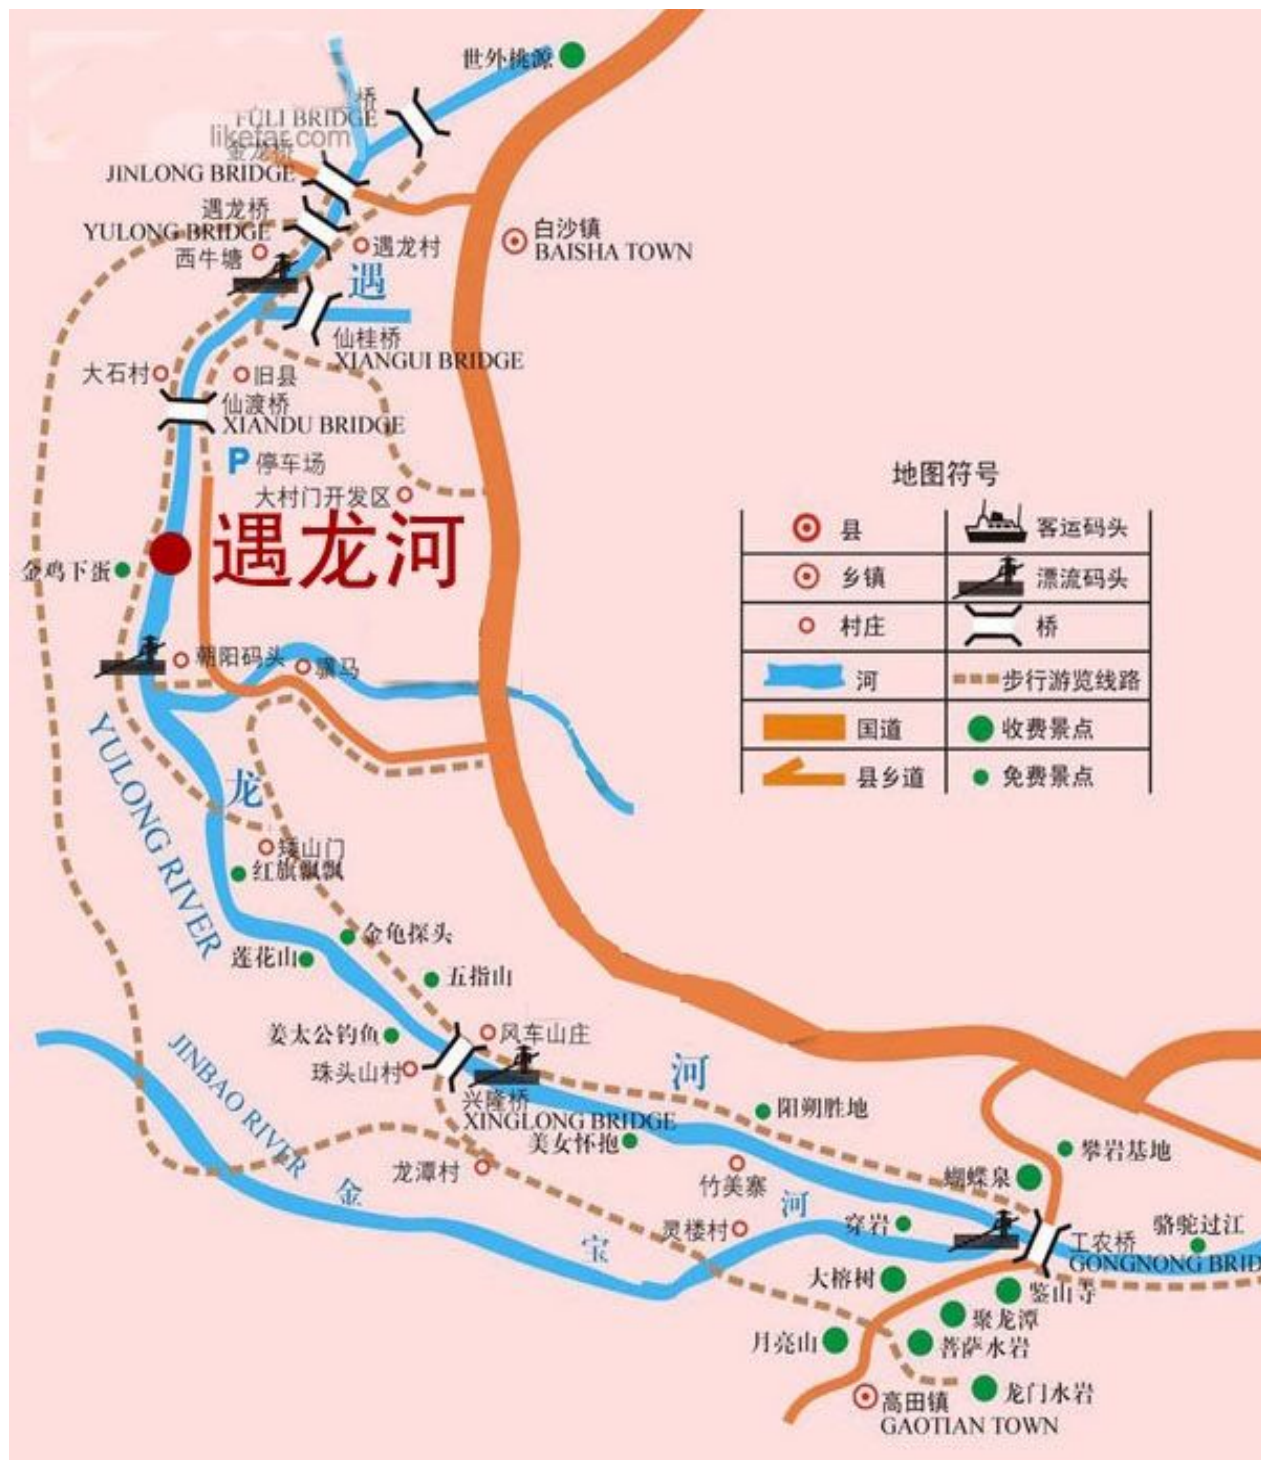 世外桃源
桥
FULI BRIDGE
likefar.com
金龙桥
JINLONG BRIDGE
遇龙桥
YULONG BRIDGE
西牛塘
遇龙村
白沙镇
BAISHA TOWN
遇
仙桂桥
XIANGUI BRIDGE
大石村
旧县
仙渡桥
XIANDU BRIDGE
P 停车场
大村门开发区
遇龙河
金鸡下蛋
朝阳码头
骥马
YULONG RIVER
龙
矮山门
红旗飘飘
金龟探头
莲花山
五指山
姜太公钓鱼
风车山庄
珠头山村
兴隆桥
XINGLONG BRIDGE
河
JINBAO RIVER
美女怀抱
阳朔胜地
龙潭村
竹美寨
攀岩基地
蝴蝶泉
金
宝
河
灵楼村
穿岩
骆驼过江
工农桥
GONGNONG BRID
大榕树
鉴山寺
聚龙潭
月亮山
菩萨水岩
龙门水岩
高田镇
GAOTIAN TOWN
地图符号
县
客运码头
乡镇
漂流码头
村庄
桥
河
步行游览线路
国道
收费景点
县乡道
免费景点